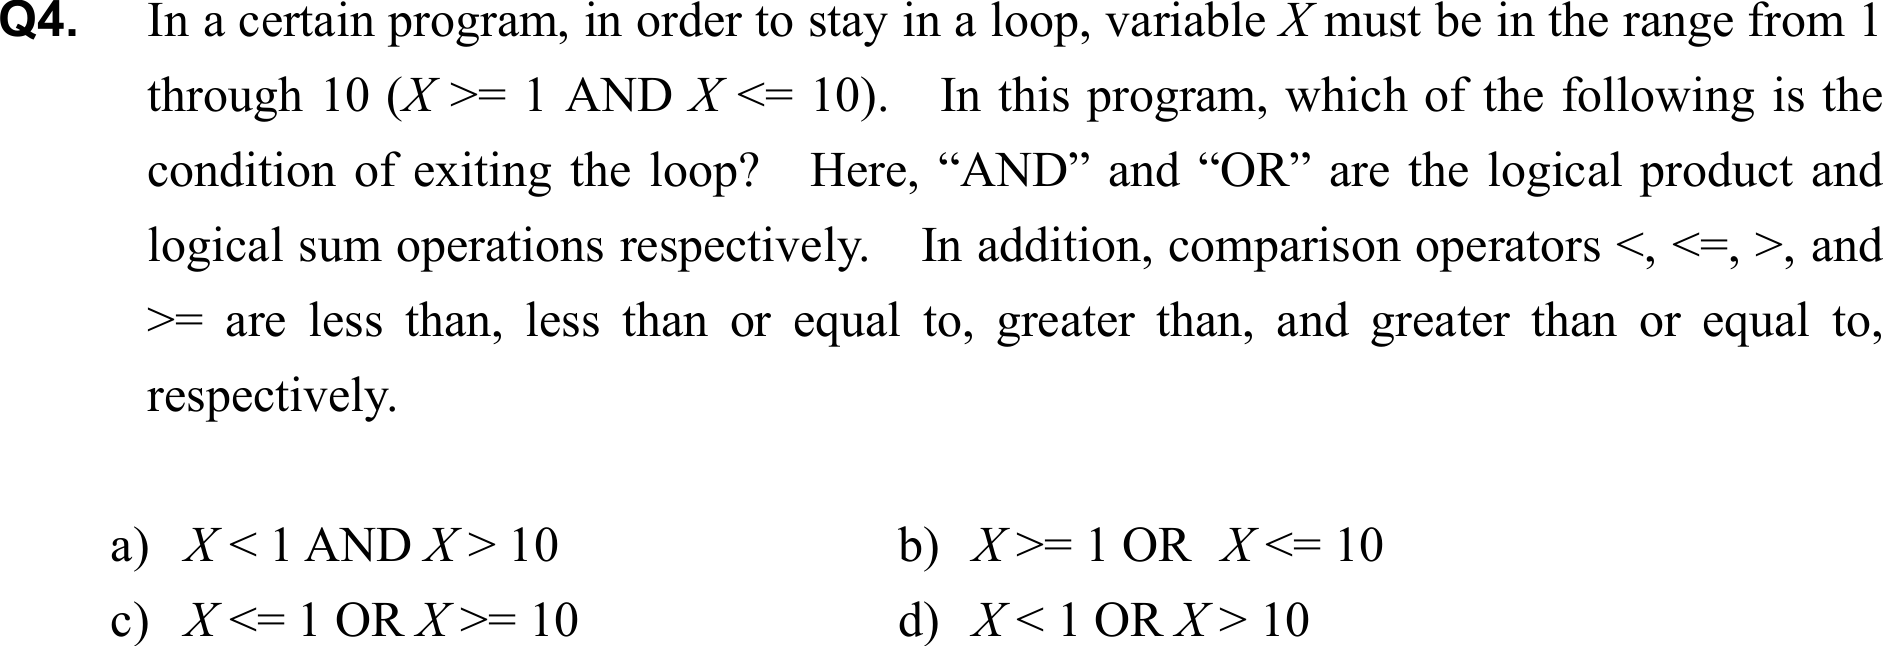 Q4. In a certain program, in order to stay in a loop, variable X must be in the range from 1
through 10 (X >= 1 AND X <= 10). In this program, which of the following is the
condition of exiting the loop? Here, “AND” and “OR” are the logical product and
logical sum operations respectively. In addition, comparison operators <, <=, >, and
>= are less than, less than or equal to, greater than, and greater than or equal to,
respectively.
a) X < 1 AND X > 10 b) X >= 1 OR X <= 10
c) X <= 1 OR X >= 10 d) X < 1 OR X > 10